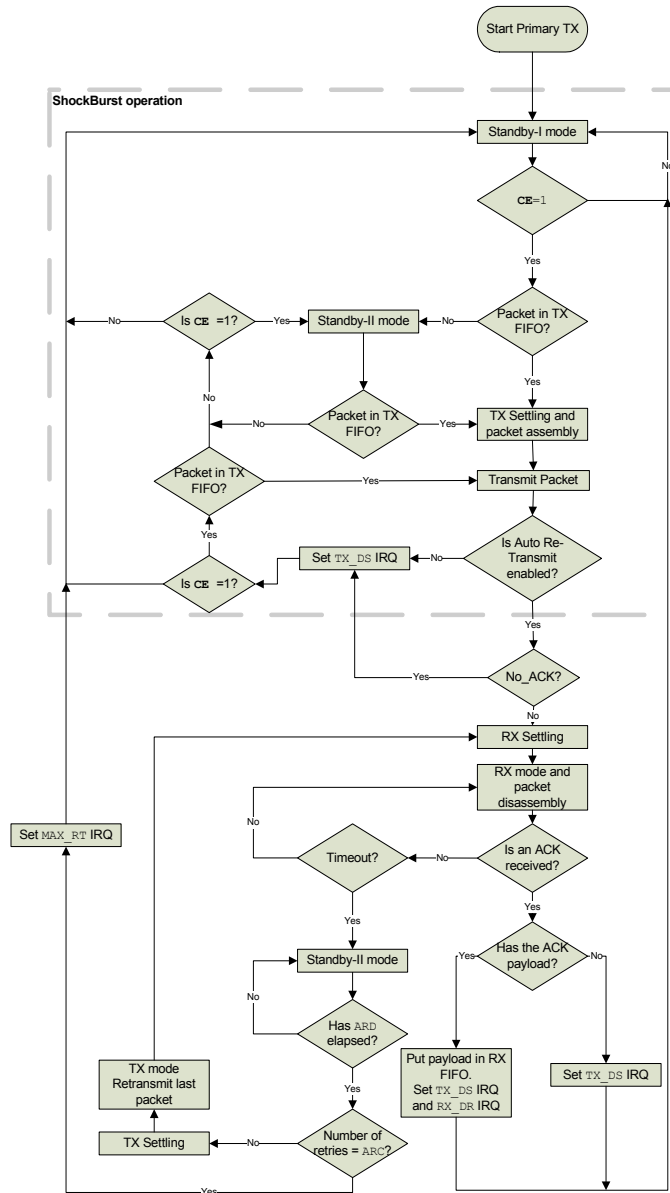 Start Primary TX
ShockBurst operation
Standby-I mode
No
CE=1
Yes
Is CE =1?
No
Yes
Standby-II mode
No
Packet in TX
FIFO?
Yes
No
Packet in TX
FIFO?
No
Yes
TX Settling and
packet assembly
Packet in TX
FIFO?
Yes
Transmit Packet
Yes
Is CE =1?
Set TX_DS IRQ
No
Is Auto Re-
Transmit
enabled?
Yes
Yes
No_ACK?
No
RX Settling
RX mode and
packet
disassembly
No
Set MAX_RT IRQ
Timeout?
No
Is an ACK
received?
Yes
Yes
Standby-II mode
Yes
Has the ACK
payload?
No
No
Has ARD
elapsed?
TX mode
Retransmit last
packet
Put payload in RX
FIFO.
Set TX_DS IRQ
and RX_DR IRQ
Set TX_DS IRQ
Yes
TX Settling
No
Number of
retries = ARC?
Yes